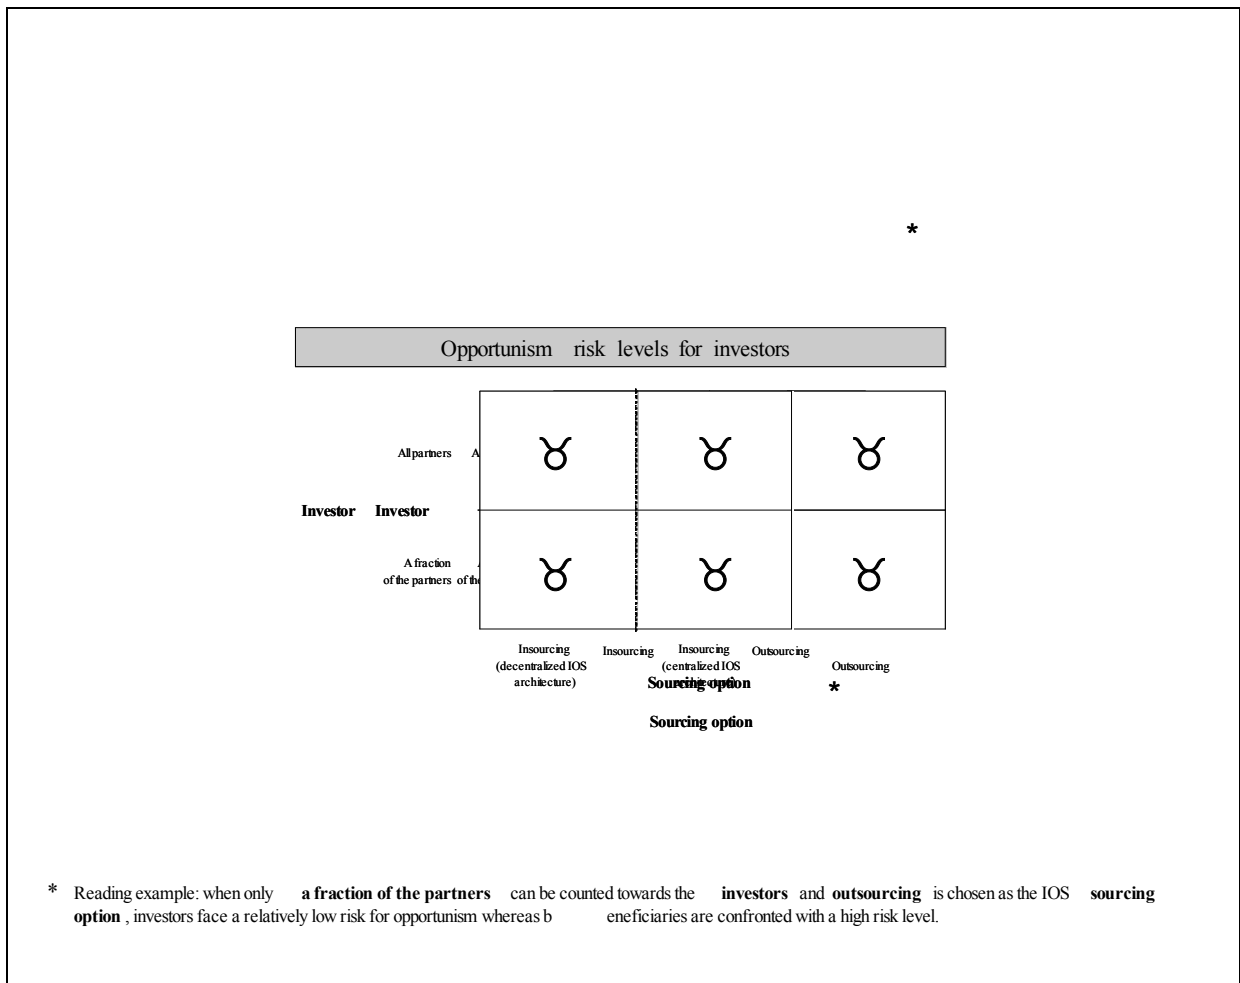 *
Opportunism risk levels for investors
♉ ♉ ♉
All partners A
Investor Investor
♉ ♉ ♉
A fraction
of the partners of the
Insourcing Insourcing Insourcing Outsourcing
(decentralized IOS (centralized IOS Outsourcing
architecture)
Sourcing option *
Sourcing option
* Reading example: when only a fraction of the partners can be counted towards the investors and outsourcing is chosen as the IOS sourcing
option , investors face a relatively low risk for opportunism whereas b eneficiaries are confronted with a high risk level.